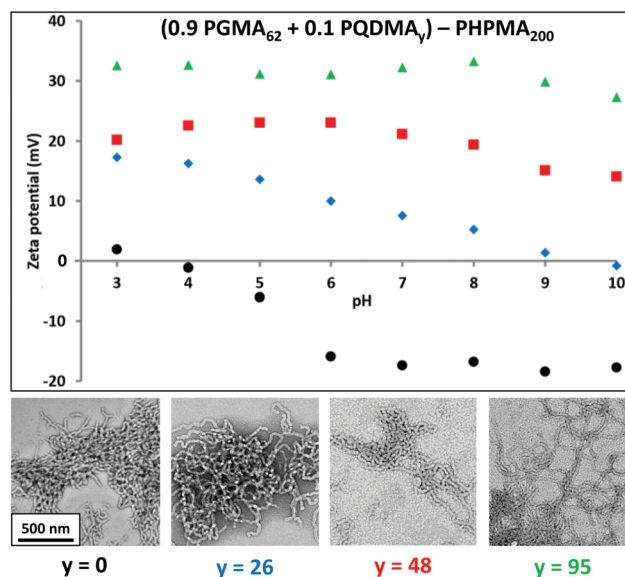 (0.9 PGMA₆₂ + 0.1 PQDMAᵧ) – PHPMA₂₀₀
40
30
20
10
0
-10
-20
Zeta potential (mV)
3 4 5 6 7 8 9 10
pH
500 nm
y = 0 y = 26 y = 48 y = 95